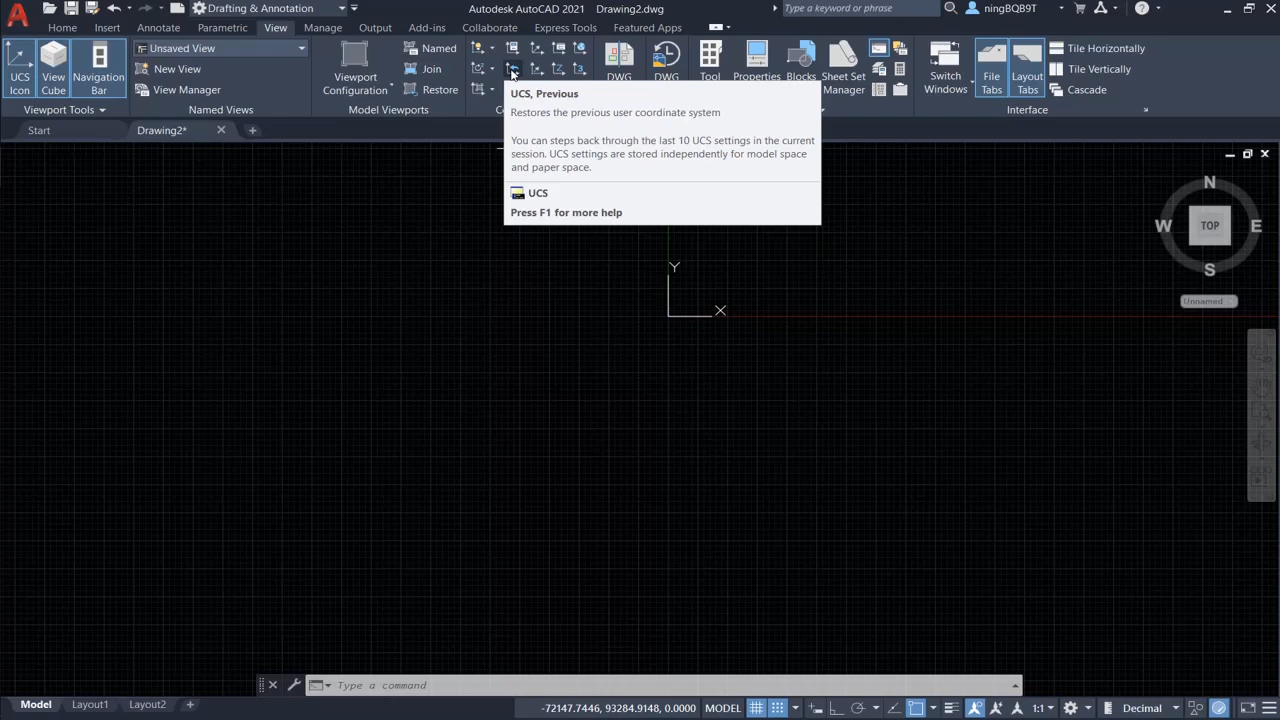 Drafting & Annotation
Autodesk AutoCAD 2021 Drawing2.dwg
Type a keyword or phrase
ningBQB9T
Home Insert Annotate Parametric View Manage Output Add-ins Collaborate Express Tools Featured Apps
UCS Icon
View Cube
Navigation Bar
Viewport Tools
Unsaved View
New View
View Manager
Named Views
Viewport Configuration
Named
Join
Restore
Model Viewports
DWG
DWG
Tool
Properties
Blocks
Sheet Set Manager
Switch Windows
File Tabs
Layout Tabs
Tile Horizontally
Tile Vertically
Cascade
Interface
Start
Drawing2*
UCS, Previous
Restores the previous user coordinate system
You can steps back through the last 10 UCS settings in the current
session. UCS settings are stored independently for model space
and paper space.
UCS
Press F1 for more help
N
W
TOP
E
S
Unnamed
Y
X
Type a command
Model Layout1 Layout2 +
-72147.7446, 93284.9148, 0.0000 MODEL
1:1
Decimal